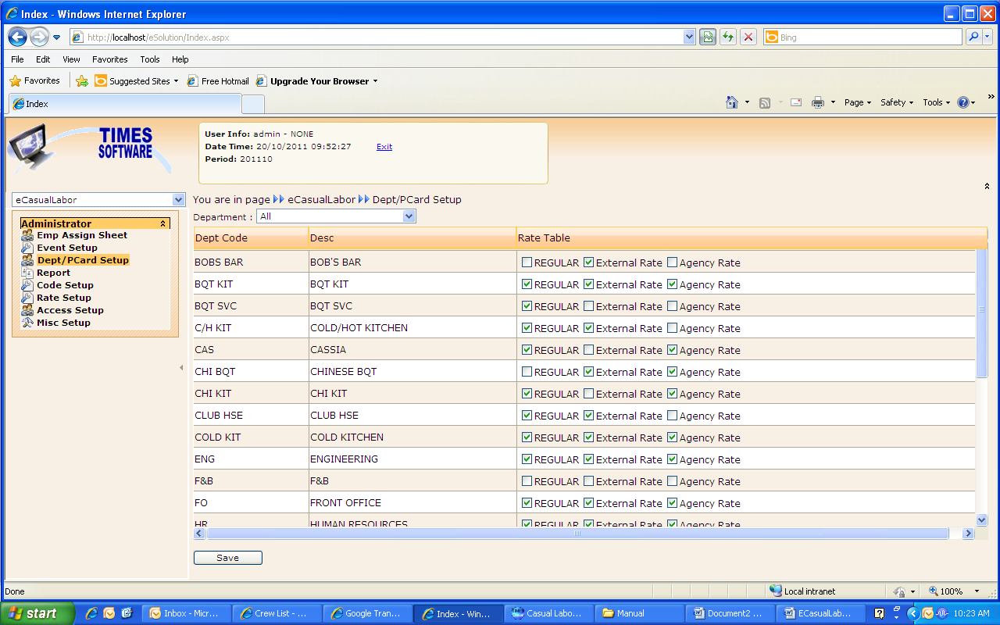 Index - Windows Internet Explorer
http://localhost/eSolution/Index.aspx
Bing
File Edit View Favorites Tools Help
Favorites Suggested Sites Free Hotmail Upgrade Your Browser
Index
Page Safety Tools
TIMES
SOFTWARE
User Info: admin - NONE
Date Time: 20/10/2011 09:52:27 Exit
Period: 201110
eCasualLabor
You are in page eCasualLabor Dept/PCard Setup
Department : All
Administrator
Emp Assign Sheet
Event Setup
Dept/PCard Setup
Report
Code Setup
Rate Setup
Access Setup
Misc Setup
Dept Code Desc Rate Table
BOBS BAR BOB'S BAR REGULAR External Rate Agency Rate
BQT KIT BQT KIT REGULAR External Rate Agency Rate
BQT SVC BQT SVC REGULAR External Rate Agency Rate
C/H KIT COLD/HOT KITCHEN REGULAR External Rate Agency Rate
CAS CASSIA REGULAR External Rate Agency Rate
CHI BQT CHINESE BQT REGULAR External Rate Agency Rate
CHI KIT CHI KIT REGULAR External Rate Agency Rate
CLUB HSE CLUB HSE REGULAR External Rate Agency Rate
COLD KIT COLD KITCHEN REGULAR External Rate Agency Rate
ENG ENGINEERING REGULAR External Rate Agency Rate
F&B F&B REGULAR External Rate Agency Rate
FO FRONT OFFICE REGULAR External Rate Agency Rate
HR HUMAN RESOURCES REGULAR External Rate Agency Rate
Save
Done Local intranet 100%
start Inbox - Micr... Crew List - ... Google Tran... Index - Win... Casual Labo... Manual Document2 ... ECasualLab... 10:23 AM